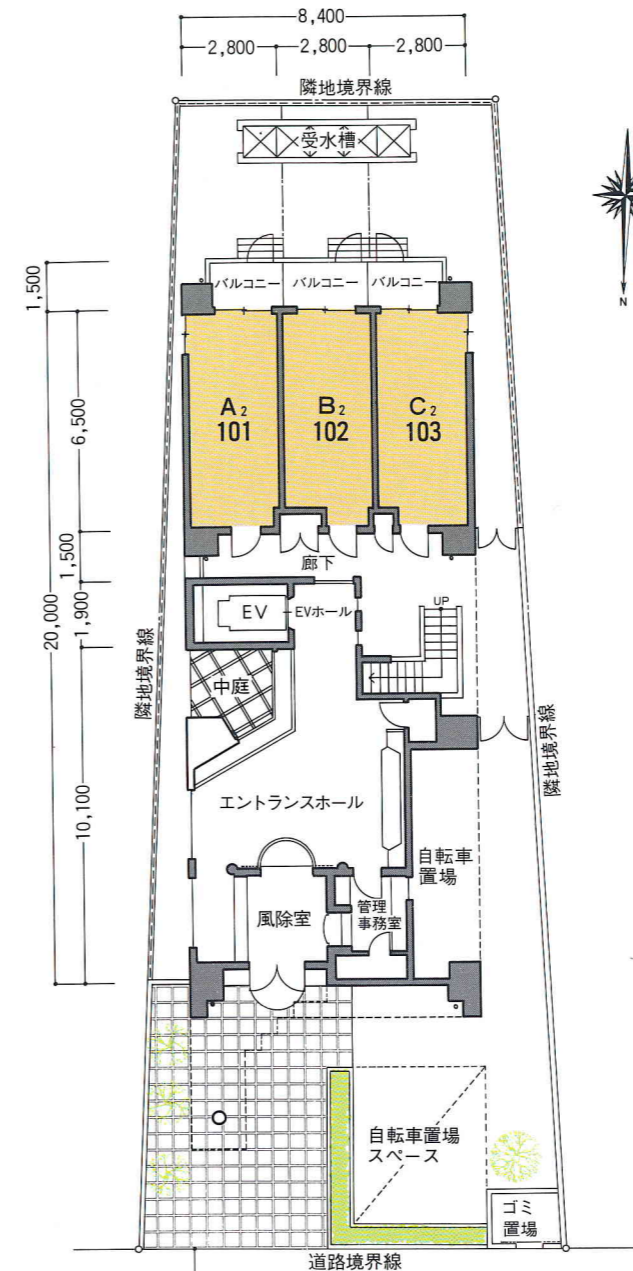 8,400
2,800 2,800 2,800
隣地境界線
受水槽
N
1,500
バルコニー バルコニー バルコニー
A2
101
B2
102
C2
103
6,500
1,500
廊下
1,900
EV
EVホール
UP
20,000
中庭
隣地境界線
隣地境界線
エントランスホール
10,100
自転車
置場
風除室
管理
事務室
自転車置場
スペース
ゴミ
置場
道路境界線